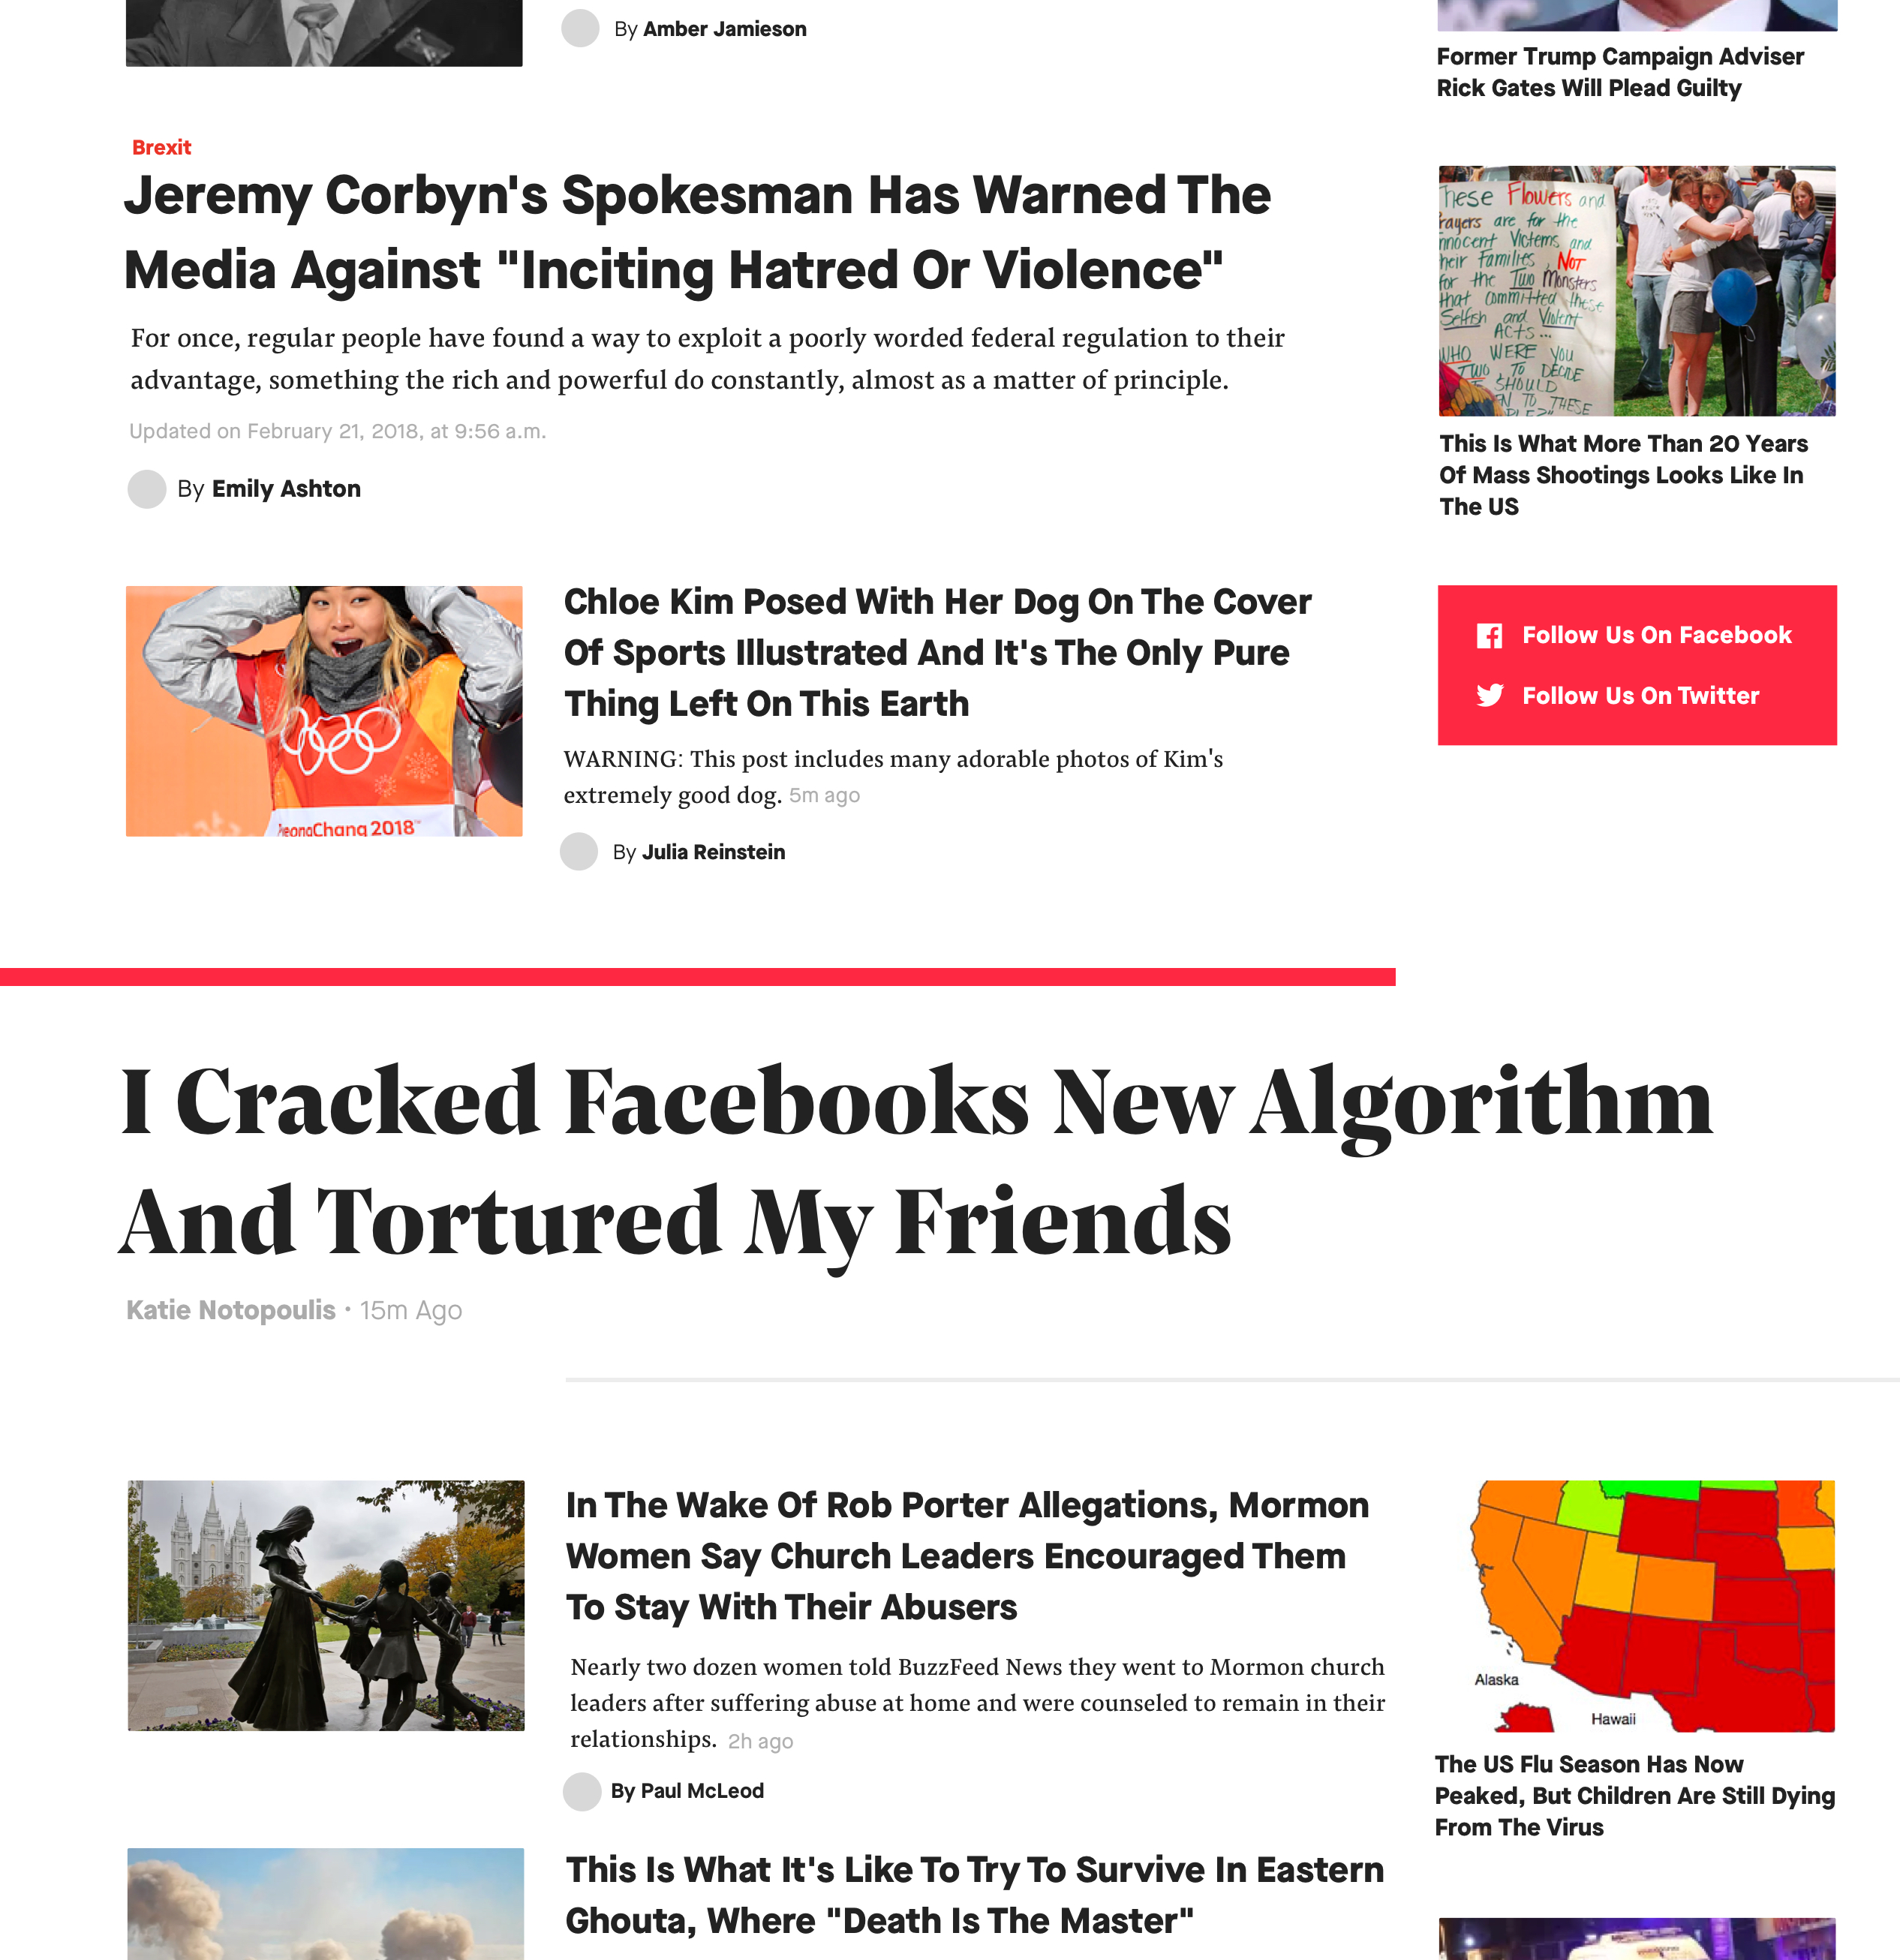 By Amber Jamieson
Former Trump Campaign Adviser
Rick Gates Will Plead Guilty
Brexit
Jeremy Corbyn's Spokesman Has Warned The
Media Against "Inciting Hatred Or Violence"
For once, regular people have found a way to exploit a poorly worded federal regulation to their
advantage, something the rich and powerful do constantly, almost as a matter of principle.
Updated on February 21, 2018, at 9:56 a.m.
By Emily Ashton
These Flowers and
Prayers are for the
Innocent Victims and
their families, NOT
for the Two Monsters
that committed these
Selfish and Violent
ACTS...
WHO WERE YOU
TWO TO DECIDE
SHOULD
TO THESE
This Is What More Than 20 Years
Of Mass Shootings Looks Like In
The US
Chloe Kim Posed With Her Dog On The Cover
Of Sports Illustrated And It's The Only Pure
Thing Left On This Earth
WARNING: This post includes many adorable photos of Kim's
extremely good dog. 5m ago
By Julia Reinstein
PyeongChang 2018™
Follow Us On Facebook
Follow Us On Twitter
I Cracked Facebooks New Algorithm
And Tortured My Friends
Katie Notopoulis • 15m Ago
In The Wake Of Rob Porter Allegations, Mormon
Women Say Church Leaders Encouraged Them
To Stay With Their Abusers
Nearly two dozen women told BuzzFeed News they went to Mormon church
leaders after suffering abuse at home and were counseled to remain in their
relationships. 2h ago
By Paul McLeod
Alaska
Hawaii
The US Flu Season Has Now
Peaked, But Children Are Still Dying
From The Virus
This Is What It's Like To Try To Survive In Eastern
Ghouta, Where "Death Is The Master"